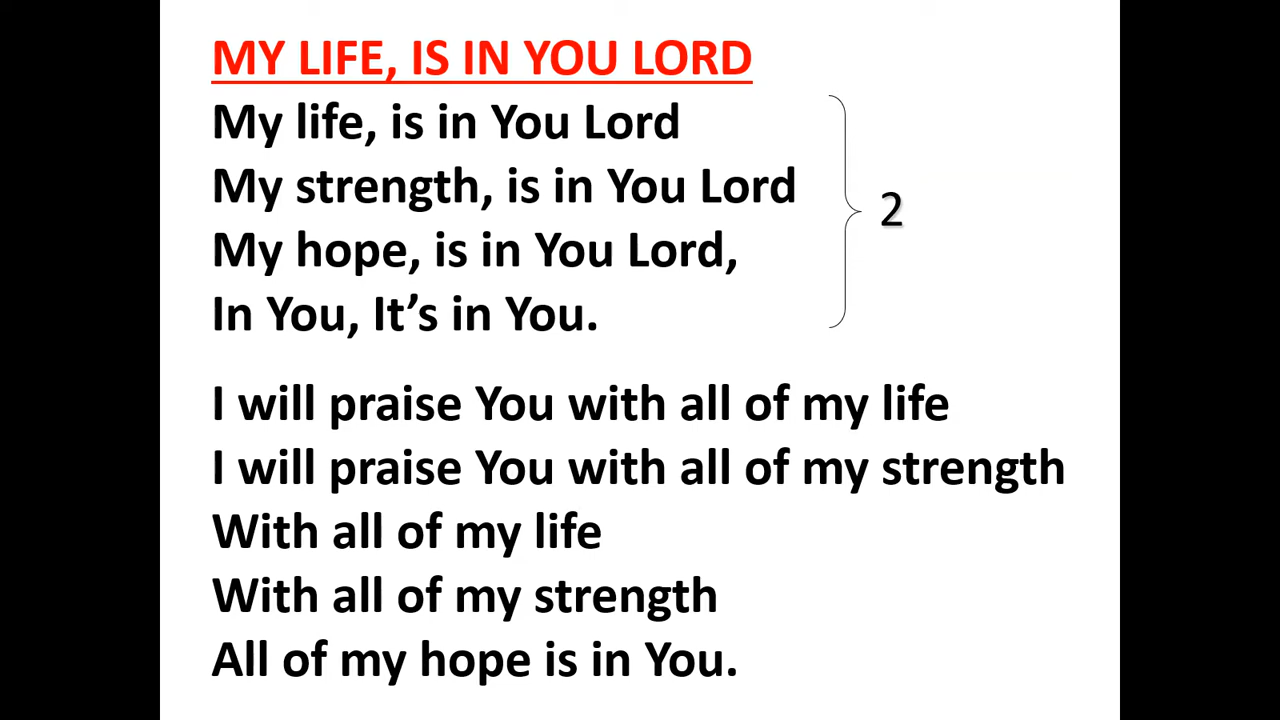 MY LIFE, IS IN YOU LORD
My life, is in You Lord
My strength, is in You Lord
2
My hope, is in You Lord,
In You, It’s in You.
I will praise You with all of my life
I will praise You with all of my strength
With all of my life
With all of my strength
All of my hope is in You.